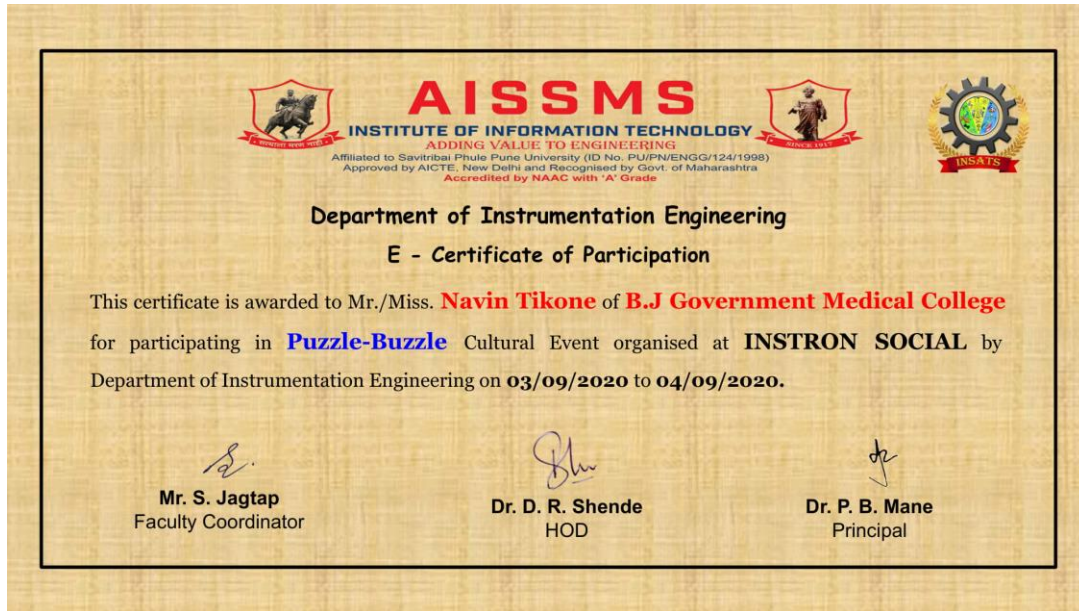 AISSMS
INSTITUTE OF INFORMATION TECHNOLOGY
ADDING VALUE TO ENGINEERING
Affiliated to Savitribai Phule Pune University (ID No. PU/PN/ENGG/124/1998)
Approved by AICTE, New Delhi and Recognised by Govt. of Maharashtra
Accredited by NAAC with 'A' Grade
SINCE 1917
INSATS
Department of Instrumentation Engineering
E - Certificate of Participation
This certificate is awarded to Mr./Miss. Navin Tikone of B.J Government Medical College
for participating in Puzzle-Buzzle Cultural Event organised at INSTRON SOCIAL by
Department of Instrumentation Engineering on 03/09/2020 to 04/09/2020.
Mr. S. Jagtap
Faculty Coordinator
Dr. D. R. Shende
HOD
Dr. P. B. Mane
Principal